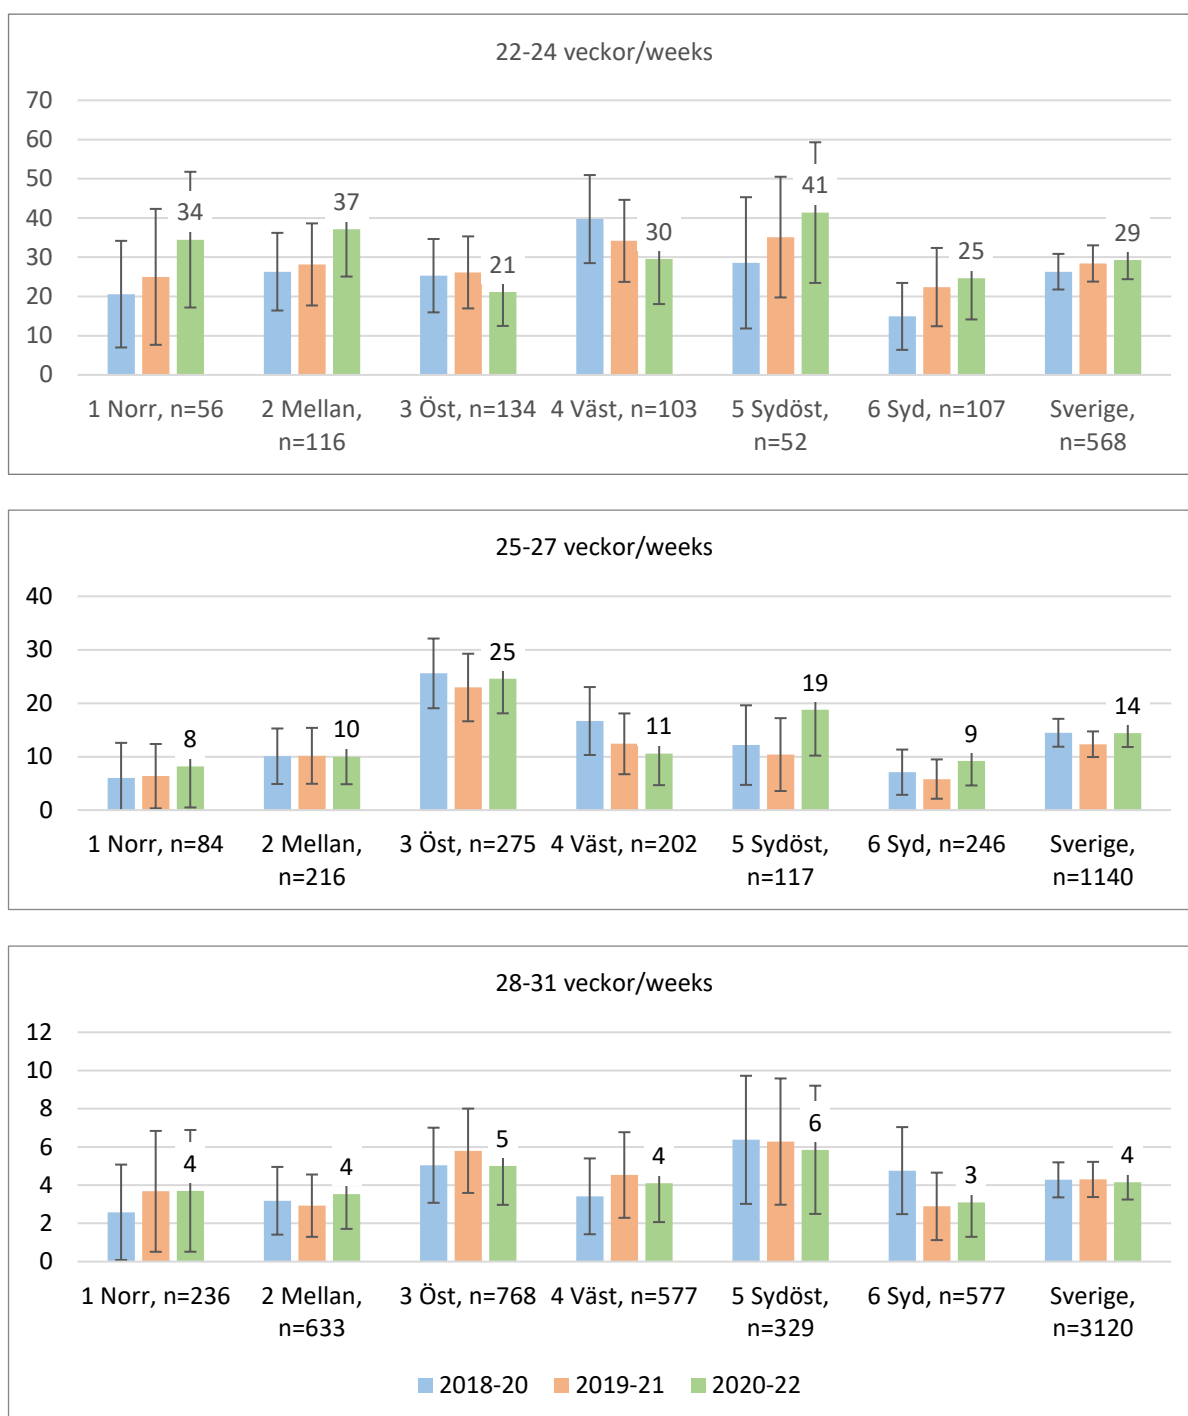 22-24 veckor/weeks
70
60
50
40
30
20
10
0
34
37
21
30
41
25
29
1 Norr, n=56
2 Mellan,
n=116
3 Öst, n=134
4 Väst, n=103
5 Sydöst,
n=52
6 Syd, n=107
Sverige,
n=568
25-27 veckor/weeks
40
30
20
10
0
8
10
25
11
19
9
14
1 Norr, n=84
2 Mellan,
n=216
3 Öst, n=275
4 Väst, n=202
5 Sydöst,
n=117
6 Syd, n=246
Sverige,
n=1140
28-31 veckor/weeks
12
10
8
6
4
2
0
4
4
5
4
6
3
4
1 Norr, n=236
2 Mellan,
n=633
3 Öst, n=768
4 Väst, n=577
5 Sydöst,
n=329
6 Syd, n=577
Sverige,
n=3120
2018-20
2019-21
2020-22